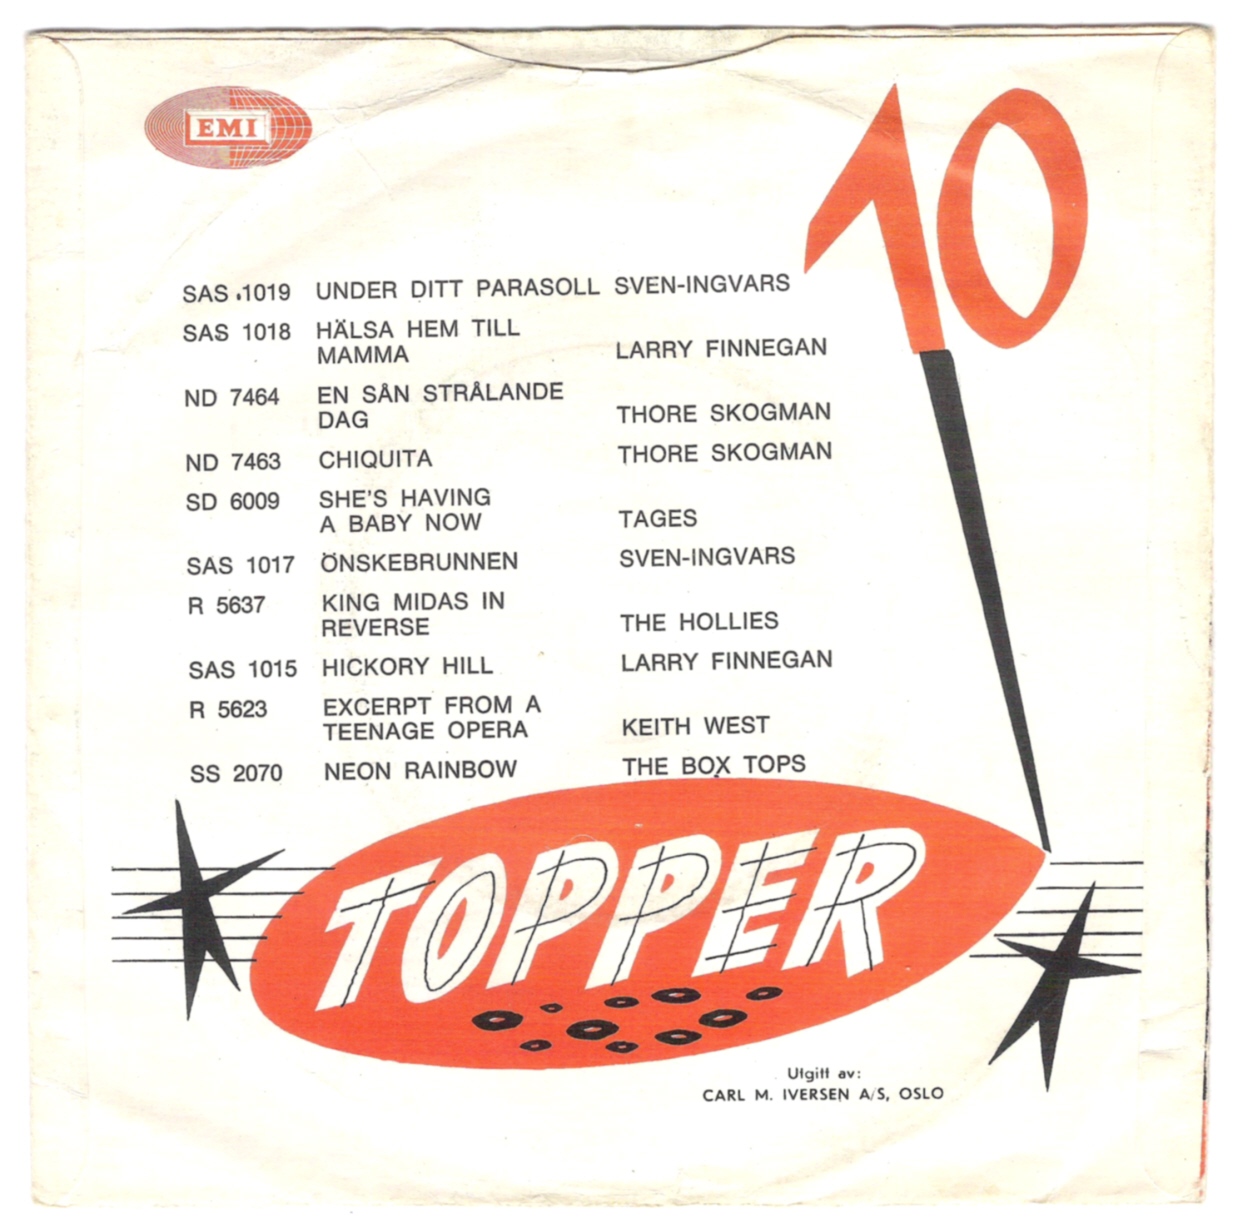 EMI
10
SAS 1019 UNDER DITT PARASOLL SVEN-INGVARS
SAS 1018 HÄLSA HEM TILL
MAMMA LARRY FINNEGAN
ND 7464 EN SÅN STRÅLANDE
DAG THORE SKOGMAN
ND 7463 CHIQUITA THORE SKOGMAN
SD 6009 SHE'S HAVING
A BABY NOW TAGES
SAS 1017 ÖNSKEBRUNNEN SVEN-INGVARS
R 5637 KING MIDAS IN
REVERSE THE HOLLIES
SAS 1015 HICKORY HILL LARRY FINNEGAN
R 5623 EXCERPT FROM A
TEENAGE OPERA KEITH WEST
SS 2070 NEON RAINBOW THE BOX TOPS
TOPPER
Utgitt av:
CARL M. IVERSEN A/S, OSLO